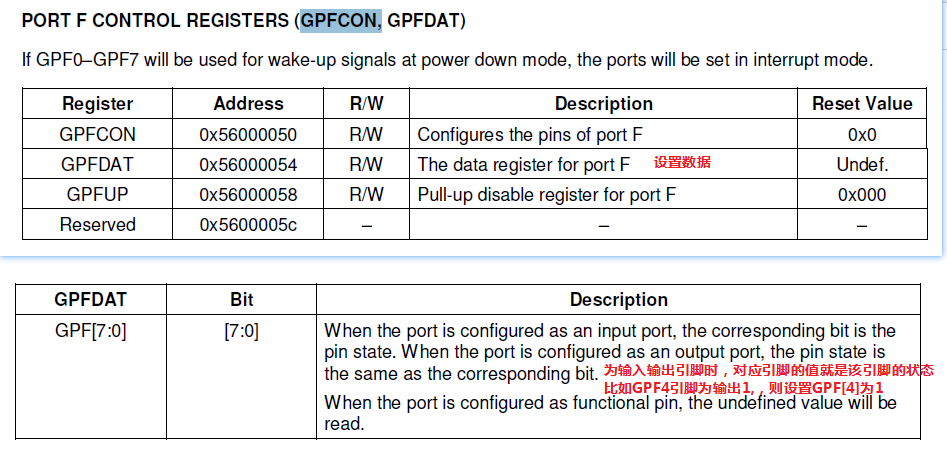 PORT F CONTROL REGISTERS (GPFCON, GPFDAT)
If GPF0–GPF7 will be used for wake-up signals at power down mode, the ports will be set in interrupt mode.
Register Address R/W Description Reset Value
GPFCON 0x56000050 R/W Configures the pins of port F 0x0
GPFDAT 0x56000054 R/W The data register for port F 设置数据 Undef.
GPFUP 0x56000058 R/W Pull-up disable register for port F 0x000
Reserved 0x5600005c – – –
GPFDAT Bit Description
GPF[7:0] [7:0] When the port is configured as an input port, the corresponding bit is the
pin state. When the port is configured as an output port, the pin state is
the same as the corresponding bit. 为输入输出引脚时，对应引脚的值就是该引脚的状态
比如GPF4引脚为输出1,，则设置GPF[4]为1
When the port is configured as functional pin, the undefined value will be
read.